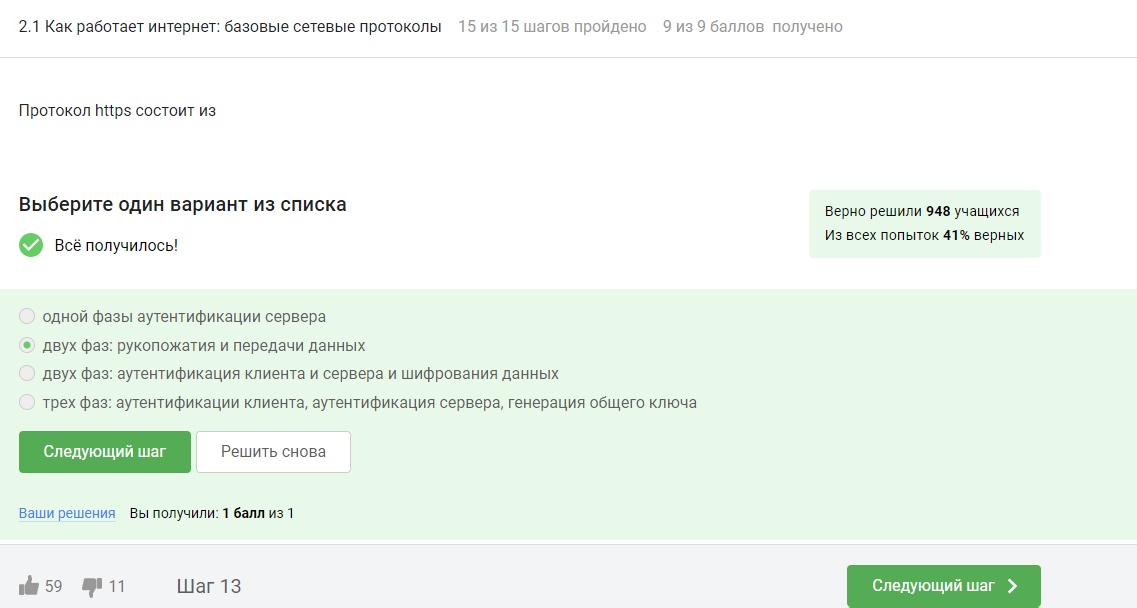 2.1 Как работает интернет: базовые сетевые протоколы 15 из 15 шагов пройдено 9 из 9 баллов получено
Протокол https состоит из
Выберите один вариант из списка
Всё получилось!
Верно решили 948 учащихся
Из всех попыток 41% верных
одной фазы аутентификации сервера
двух фаз: рукопожатия и передачи данных
двух фаз: аутентификация клиента и сервера и шифрования данных
трех фаз: аутентификации клиента, аутентификация сервера, генерация общего ключа
Следующий шаг Решить снова
Ваши решения Вы получили: 1 балл из 1
59 11 Шаг 13 Следующий шаг